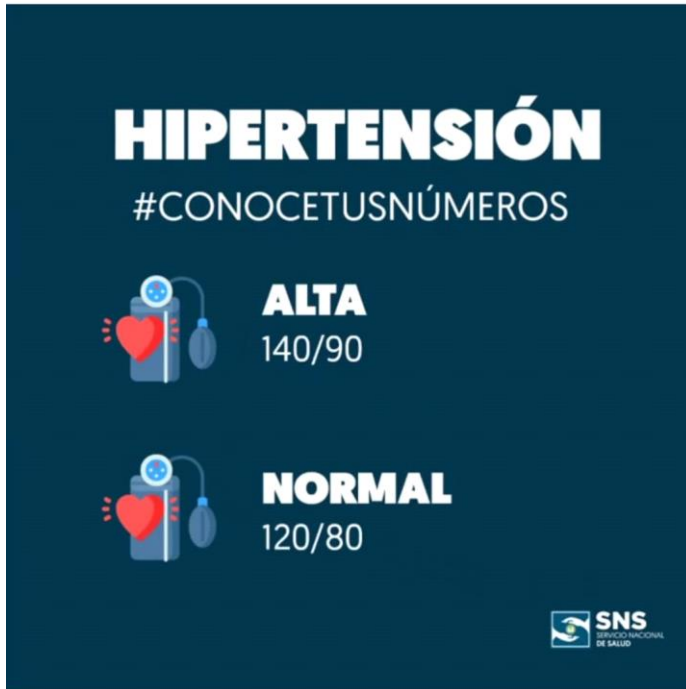 HIPERTENSIÓN
#CONOCETUSNÚMEROS
ALTA
140/90
NORMAL
120/80
SNS
SERVICIO NACIONAL
DE SALUD